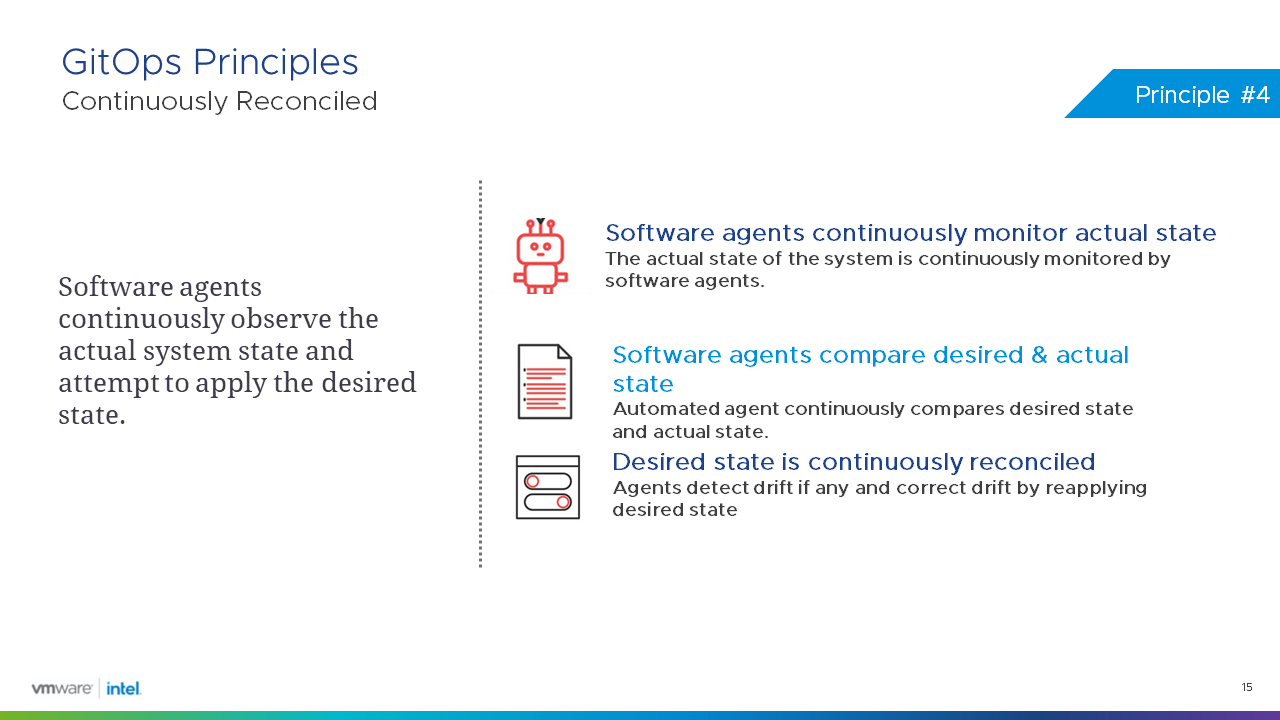 GitOps Principles
Continuously Reconciled
Principle #4
Software agents
continuously observe the
actual system state and
attempt to apply the desired
state.
Software agents continuously monitor actual state
The actual state of the system is continuously monitored by
software agents.
Software agents compare desired & actual
state
Automated agent continuously compares desired state
and actual state.
Desired state is continuously reconciled
Agents detect drift if any and correct drift by reapplying
desired state
vmware intel.
15